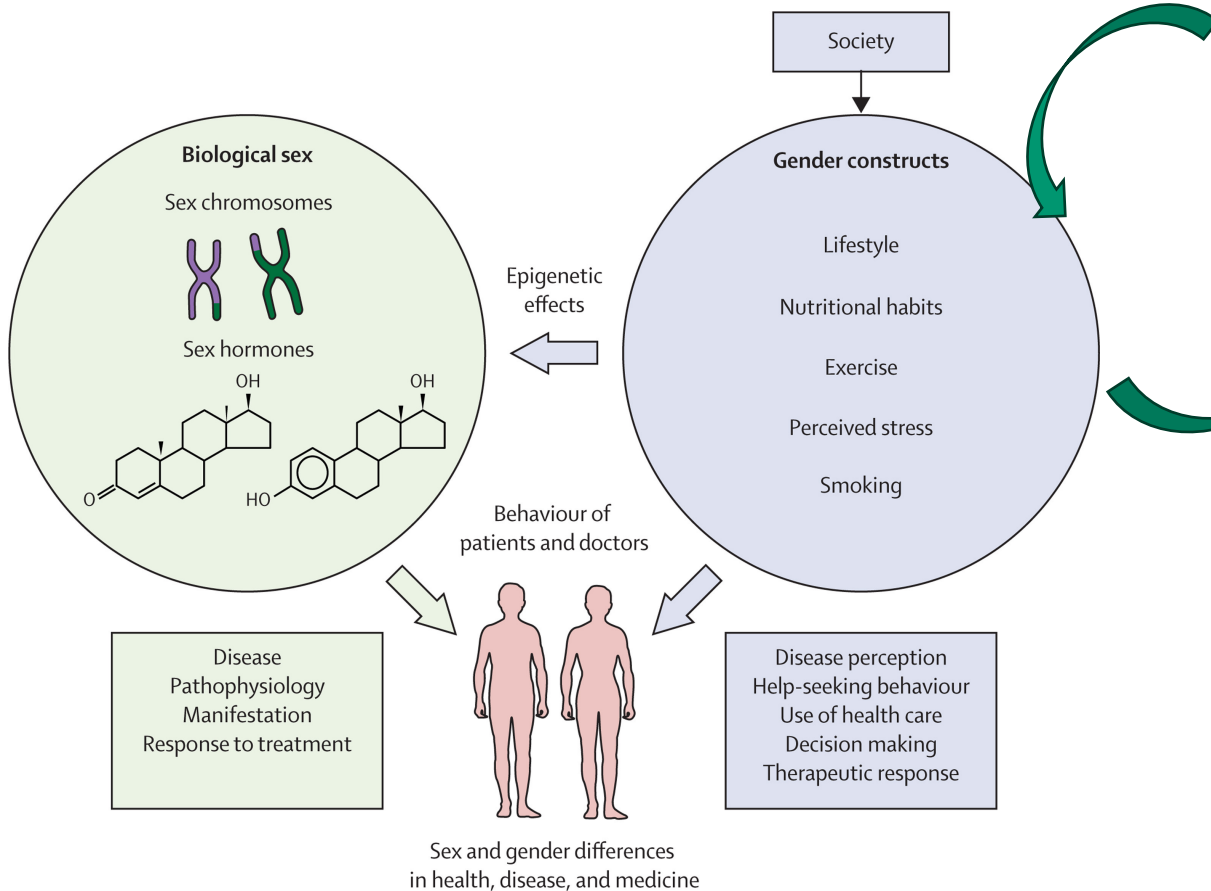 Society
Biological sex
Sex chromosomes
Sex hormones
OH
O
OH
HO
Epigenetic
effects
Gender constructs
Lifestyle
Nutritional habits
Exercise
Perceived stress
Smoking
Behaviour of
patients and doctors
Disease
Pathophysiology
Manifestation
Response to treatment
Disease perception
Help-seeking behaviour
Use of health care
Decision making
Therapeutic response
Sex and gender differences
in health, disease, and medicine